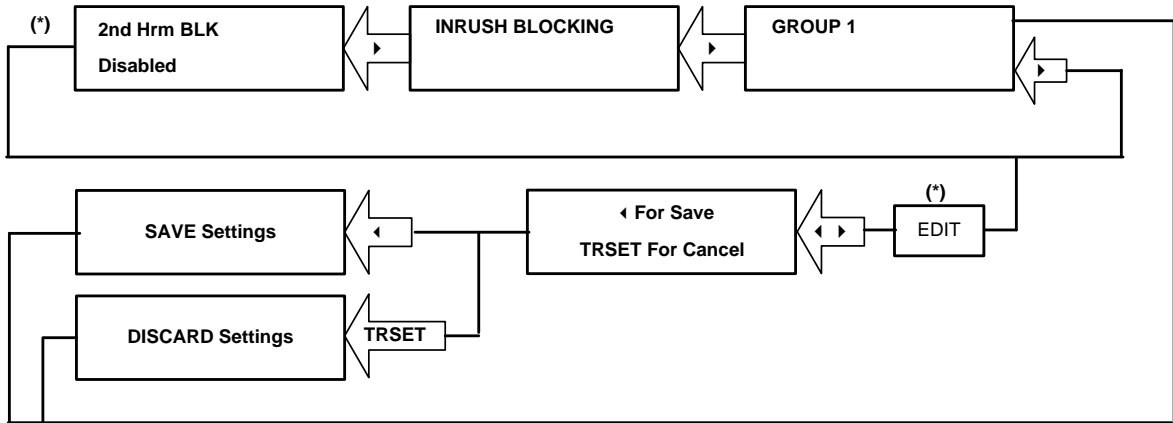 (*)
2nd Hrm BLK
Disabled
INRUSH BLOCKING
GROUP 1
SAVE Settings
For Save
TRSET For Cancel
(*)
EDIT
DISCARD Settings
TRSET